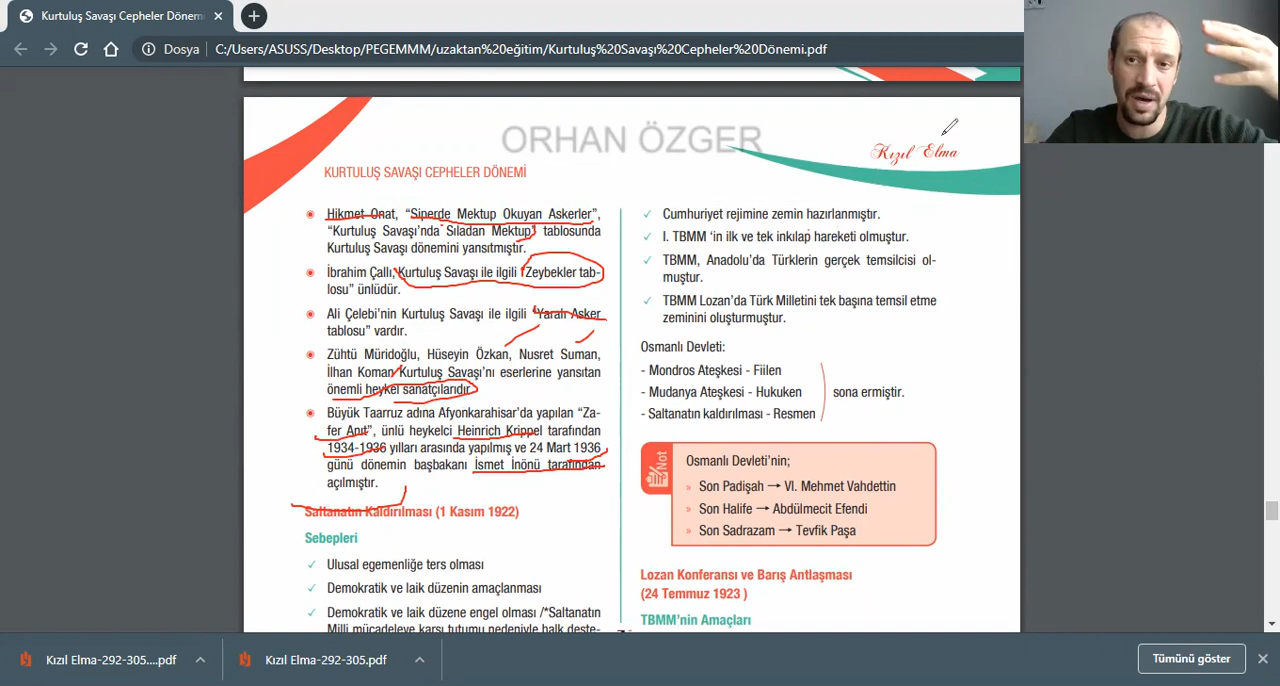 Kurtuluş Savaşı Cepheler Dönemi
Dosya
C:/Users/ASUSS/Desktop/PEGEMMM/uzaktan%20eğitim/Kurtuluş%20Savaşı%20Cepheler%20Dönemi.pdf
ORHAN ÖZGER
Kızıl Elma
KURTULUŞ SAVAŞI CEPHELER DÖNEMİ
Hikmet Onat, “Siperde Mektup Okuyan Askerler”,
“Kurtuluş Savaşı’nda Sıladan Mektup” tablosunda
Kurtuluş Savaşı dönemini yansıtmıştır.
İbrahim Çallı, Kurtuluş Savaşı ile ilgili “Zeybekler tab-
losu” ünlüdür.
Ali Çelebi’nin Kurtuluş Savaşı ile ilgili “Yaralı Asker
tablosu” vardır.
Zühtü Müridoğlu, Hüseyin Özkan, Nusret Suman,
İlhan Koman Kurtuluş Savaşı’nı eserlerine yansıtan
önemli heykel sanatçılarıdır.
Büyük Taarruz adına Afyonkarahisar’da yapılan “Za-
fer Anıt”, ünlü heykelci Heinrich Krippel tarafından
1934-1936 yılları arasında yapılmış ve 24 Mart 1936
günü dönemin başbakanı İsmet İnönü tarafından
açılmıştır.
Saltanatın Kaldırılması (1 Kasım 1922)
Sebepleri
Ulusal egemenliğe ters olması
Demokratik ve laik düzenin amaçlanması
Demokratik ve laik düzene engel olması /*Saltanatın
Milli mücadeleye karşı tutumu nedeniyle halk deste-
Cumhuriyet rejimine zemin hazırlanmıştır.
I. TBMM ‘in ilk ve tek inkılap hareketi olmuştur.
TBMM, Anadolu’da Türklerin gerçek temsilcisi ol-
muştur.
TBMM Lozan’da Türk Milletini tek başına temsil etme
zeminini oluşturmuştur.
Osmanlı Devleti:
- Mondros Ateşkesi - Fiilen
- Mudanya Ateşkesi - Hukuken
sona ermiştir.
- Saltanatın kaldırılması - Resmen
Not
Osmanlı Devleti’nin;
» Son Padişah → VI. Mehmet Vahdettin
» Son Halife → Abdülmecit Efendi
» Son Sadrazam → Tevfik Paşa
Lozan Konferansı ve Barış Antlaşması
(24 Temmuz 1923 )
TBMM’nin Amaçları
Kızıl Elma-292-305....pdf
Kızıl Elma-292-305.pdf
Tümünü göster